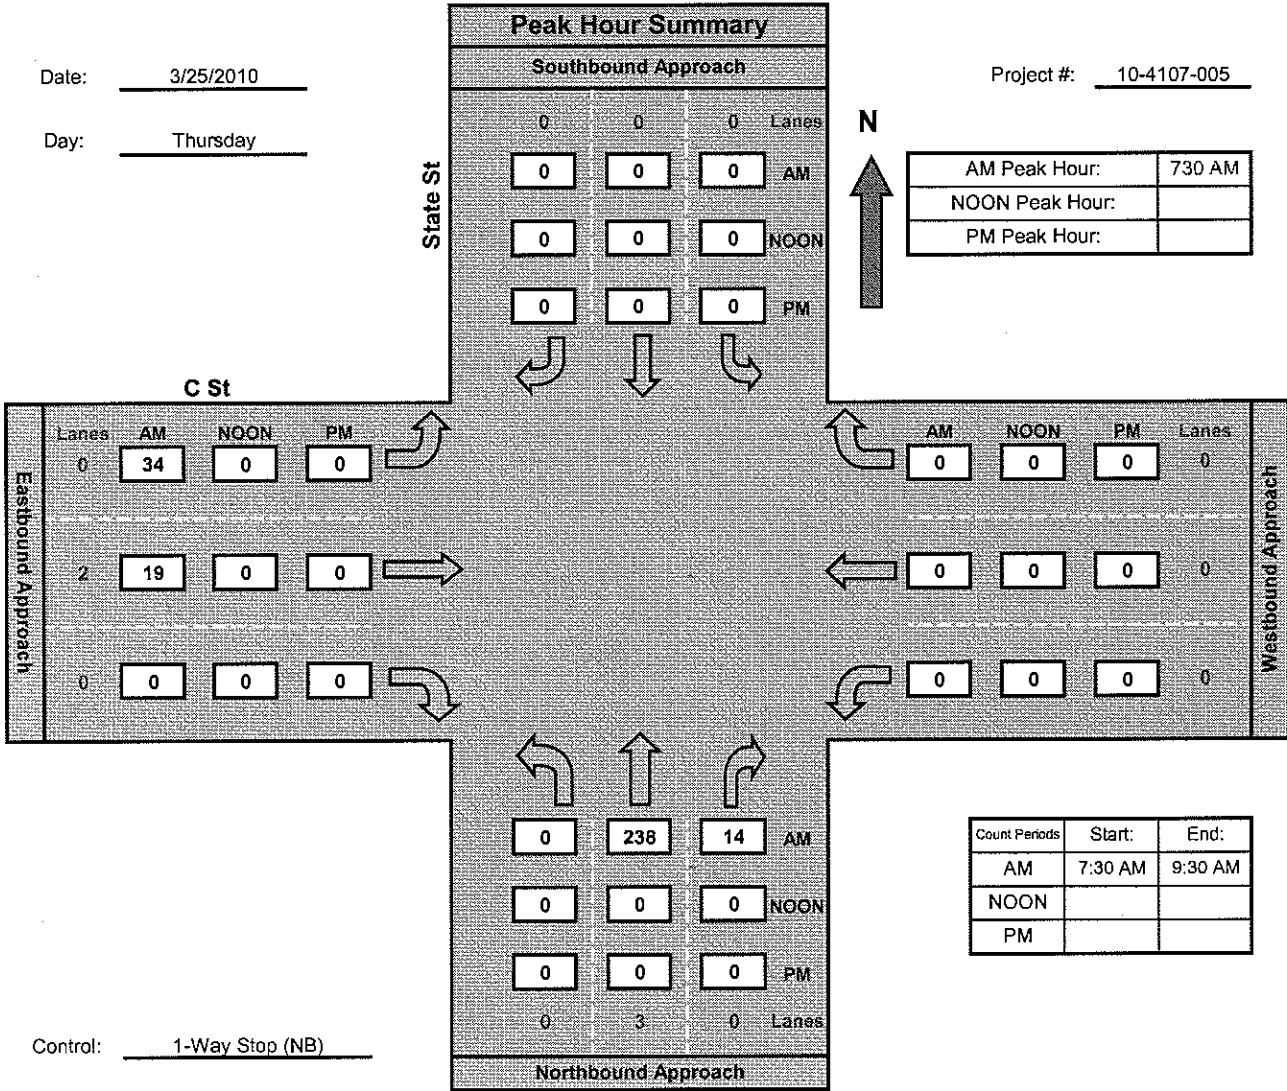 Peak Hour Summary
Southbound Approach
Date: 3/25/2010
Project #: 10-4107-005
Day: Thursday
0 0 0 Lanes
N
State St
0 0 0 AM
0 0 0 NOON
0 0 0 PM
AM Peak Hour: 730 AM
NOON Peak Hour:
PM Peak Hour:
C St
Eastbound Approach
Lanes AM NOON PM
0 34 0 0
2 19 0 0
0 0 0 0
AM NOON PM Lanes
0 0 0 0
0 0 0 0
0 0 0 0
Westbound Approach
0 238 14 AM
0 0 0 NOON
0 0 0 PM
0 3 0 Lanes
Count Periods Start: End:
AM 7:30 AM 9:30 AM
NOON
PM
Control: 1-Way Stop (NB)
Northbound Approach